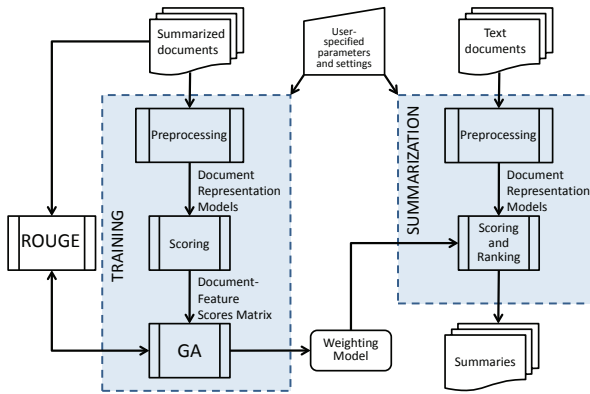 Summarized
documents
User-
specified
parameters
and settings
Text
documents
TRAINING
Preprocessing
Document
Representation
Models
ROUGE
Scoring
Document-
Feature
Scores Matrix
GA
Weighting
Model
SUMMARIZATION
Preprocessing
Document
Representation
Models
Scoring
and
Ranking
Summaries